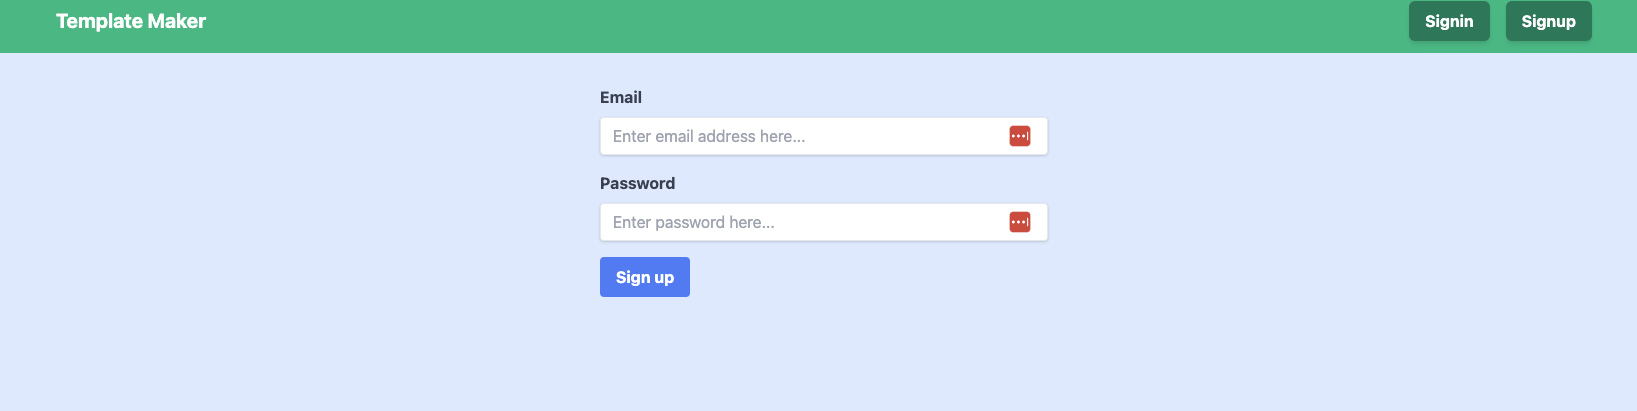 Template Maker
Signin
Signup
Email
Enter email address here...
Password
Enter password here...
Sign up